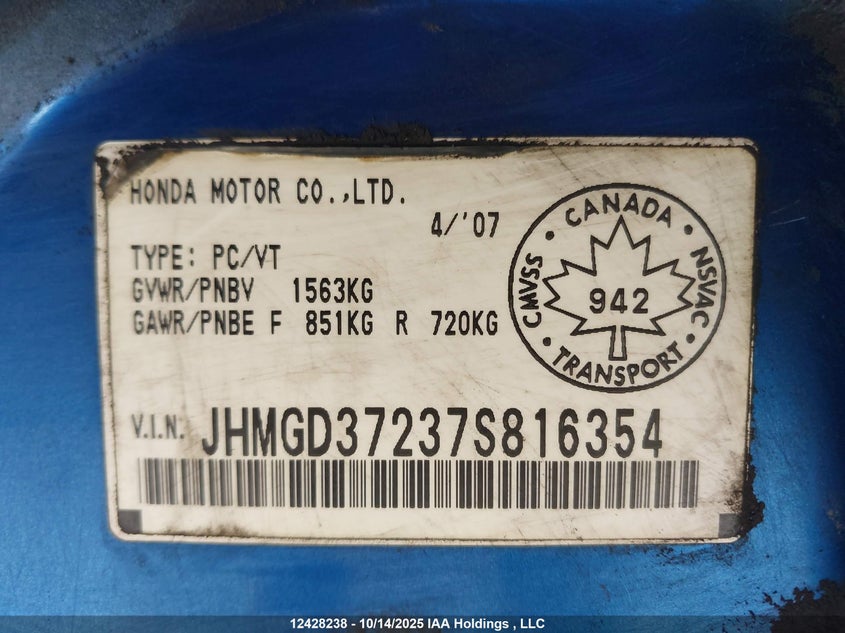 HONDA MOTOR CO.,LTD.
4/'07
TYPE: PC/VT
GVWR/PNBV 1563KG
GAWR/PNBE F 851KG R 720KG
CANADA • NSVAC • TRANSPORT • CMVSS •
942
V.I.N. JHMGD37237S816354
12428238 - 10/14/2025 IAA Holdings , LLC